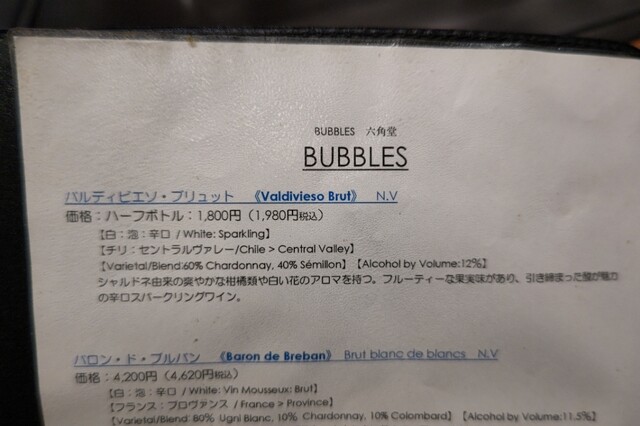 BUBBLES 六角堂
BUBBLES
バルディビエソ・ブリュット 《Valdivieso Brut》 N.V
価格：ハーフボトル：1,800円（1,980円税込）
【白：泡：辛口 / White: Sparkling】
【チリ：セントラルヴァレー/Chile > Central Valley】
【Varietal/Blend:60% Chardonnay, 40% Sémillon】【Alcohol by Volume:12%】
シャルドネ由来の爽やかな柑橘類や白い花のアロマを持つ。フルーティーな果実味があり、引き締まった酸が魅力
の辛口スパークリングワイン。
バロン・ド・ブルバン 《Baron de Breban》 Brut blanc de blancs N.V
価格：4,200円（4,620円税込）
【白：泡：辛口 / White: Vin Mousseux: Brut】
【フランス：プロヴァンス / France > Province】
【Varietal/Blend: 80% Ugni Blanc, 10% Chardonnay, 10% Colombard】【Alcohol by Volume:11.5%】